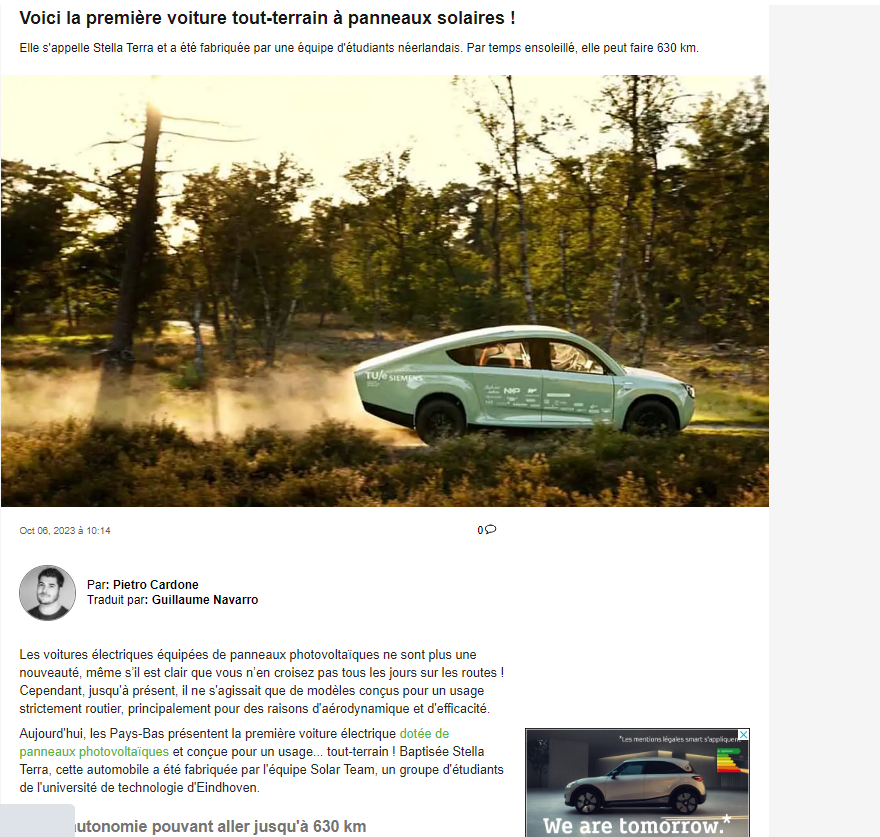 Voici la première voiture tout-terrain à panneaux solaires !
Elle s'appelle Stella Terra et a été fabriquée par une équipe d'étudiants néerlandais. Par temps ensoleillé, elle peut faire 630 km.
TU/e SIEMENS
NXP
Oct 06, 2023 à 10:14
0
Par: Pietro Cardone
Traduit par: Guillaume Navarro
Les voitures électriques équipées de panneaux photovoltaïques ne sont plus une
nouveauté, même s'il est clair que vous n'en croisez pas tous les jours sur les routes !
Cependant, jusqu'à présent, il ne s'agissait que de modèles conçus pour un usage
strictement routier, principalement pour des raisons d'aérodynamique et d'efficacité.
Aujourd'hui, les Pays-Bas présentent la première voiture électrique dotée de
panneaux photovoltaïques et conçue pour un usage... tout-terrain ! Baptisée Stella
Terra, cette automobile a été fabriquée par l'équipe Solar Team, un groupe d'étudiants
de l'université de technologie d'Eindhoven.
*Les mentions légales smart s'appliquent
We are tomorrow.*
autonomie pouvant aller jusqu'à 630 km